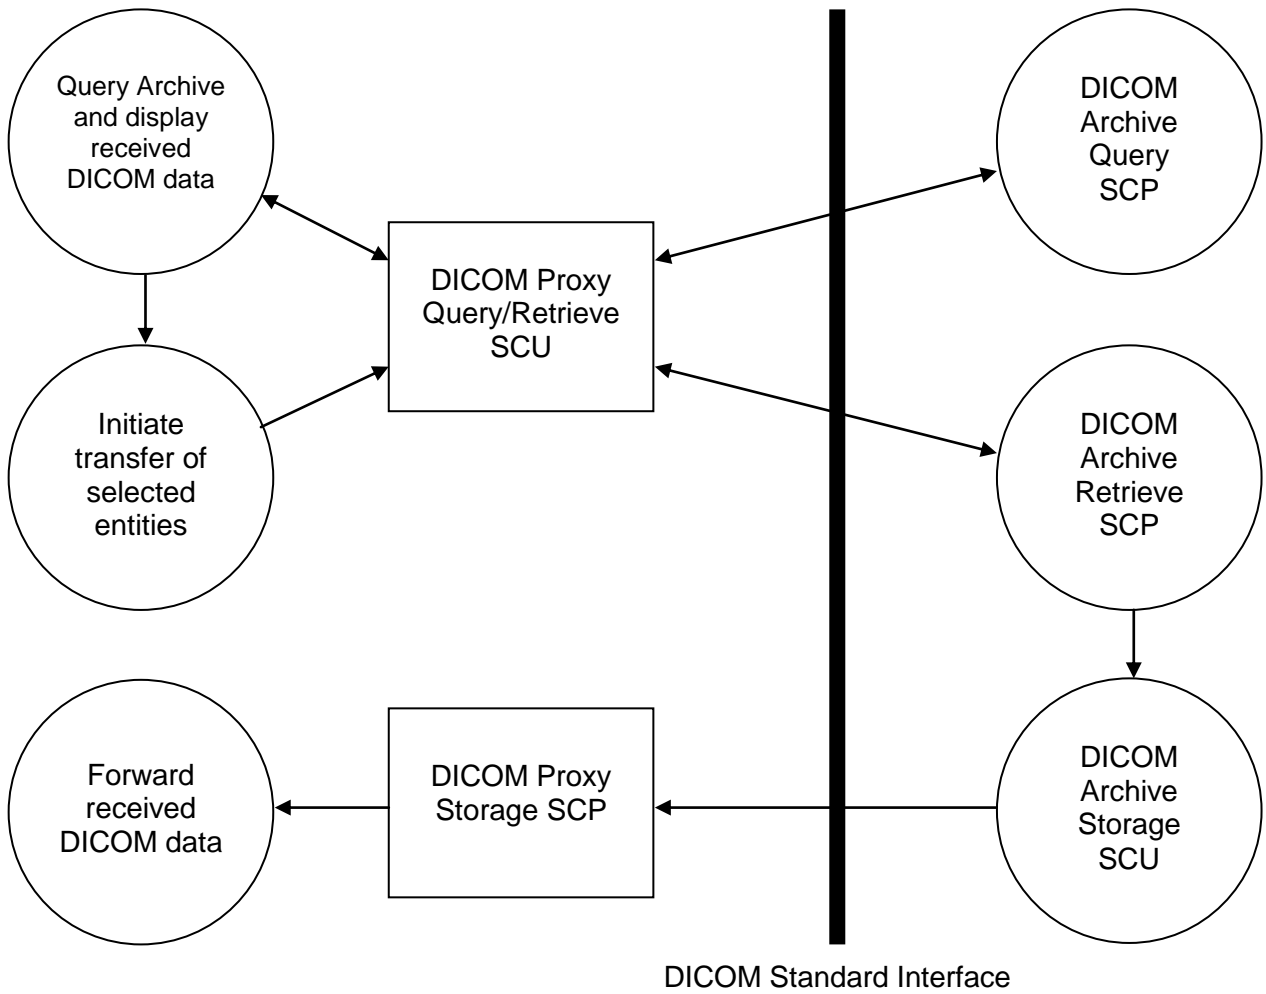 Query Archive
and display
received
DICOM data
DICOM
Archive
Query
SCP
DICOM Proxy
Query/Retrieve
SCU
Initiate
transfer of
selected
entities
DICOM
Archive
Retrieve
SCP
Forward
received
DICOM data
DICOM Proxy
Storage SCP
DICOM
Archive
Storage
SCU
DICOM Standard Interface